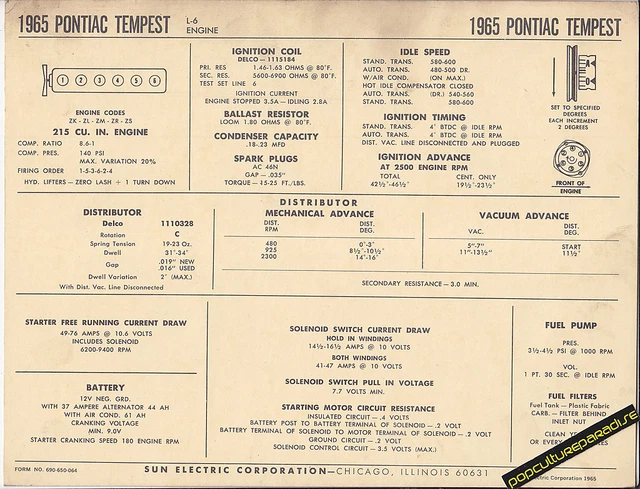 1965 PONTIAC TEMPEST
L-6
ENGINE
1965 PONTIAC TEMPEST
1 2 3 4 5 6
ENGINE CODES
ZK - ZL - ZM - ZR - ZS
215 CU. IN. ENGINE
COMP. RATIO 8.6-1
COMP. PRES. 140 PSI
MAX. VARIATION 20%
FIRING ORDER 1-5-3-6-2-4
HYD. LIFTERS – ZERO LASH + 1 TURN DOWN
IGNITION COIL
DELCO – 1115184
PRI. RES 1.46-1.63 OHMS @ 80°F.
SEC. RES. 5600-6900 OHMS @ 80°F.
TEST SET LINE 6
IGNITION CURRENT
ENGINE STOPPED 3.5A – IDLING 2.8A
BALLAST RESISTOR
LOOM 1.80 OHMS @ 80°F.
CONDENSER CAPACITY
.18-.23 MFD
SPARK PLUGS
AC 46N
GAP – .035"
TORQUE – 15-25 FT./LBS.
IDLE SPEED
STAND. TRANS. 580-600
AUTO. TRANS. 480-500 DR.
W/AIR COND. (ON MAX.)
HOT IDLE COMPENSATOR CLOSED
AUTO. TRANS. (DR.) 540-560
STAND. TRANS. 580-600
IGNITION TIMING
STAND. TRANS. 4° BTDC @ IDLE RPM
AUTO. TRANS. 4° BTDC @ IDLE RPM
DIST. VAC. LINE DISCONNECTED AND PLUGGED
IGNITION ADVANCE
AT 2500 ENGINE RPM
TOTAL CENT. ONLY
42½°-46½° 19½°-23½°
SET TO SPECIFIED
DEGREES
EACH INCREMENT
2 DEGREES
FRONT OF
ENGINE
DISTRIBUTOR
Delco 1110328
Rotation C
Spring Tension 19-23 Oz.
Dwell 31°-34°
Gap .019" NEW
.016" USED
Dwell Variation 2° (MAX.)
With Dist. Vac. Line Disconnected
DISTRIBUTOR
MECHANICAL ADVANCE
DIST. RPM DIST. DEG.
480 0°-3°
925 8½°-10½°
2300 14°-16°
VACUUM ADVANCE
VAC. DIST. DEG.
5"-7" START
11"-13½" 11½°
SECONDARY RESISTANCE – 3.0 MIN.
STARTER FREE RUNNING CURRENT DRAW
49-76 AMPS @ 10.6 VOLTS
INCLUDES SOLENOID
6200-9400 RPM
BATTERY
12V NEG. GRD.
WITH 37 AMPERE ALTERNATOR 44 AH
WITH AIR COND. 61 AH
CRANKING VOLTAGE
MIN. 9.0V
STARTER CRANKING SPEED 180 ENGINE RPM
SOLENOID SWITCH CURRENT DRAW
HOLD IN WINDINGS
14½-16½ AMPS @ 10 VOLTS
BOTH WINDINGS
41-47 AMPS @ 10 VOLTS
SOLENOID SWITCH PULL IN VOLTAGE
7.7 VOLTS MIN.
STARTING MOTOR CIRCUIT RESISTANCE
INSULATED CIRCUIT – .4 VOLTS
BATTERY POST TO BATTERY TERMINAL OF SOLENOID – .2 VOLT
BATTERY TERMINAL OF SOLENOID TO MOTOR TERMINAL OF SOLENOID – .2 VOLT
GROUND CIRCUIT – .2 VOLT
SOLENOID CONTROL CIRCUIT – 3.5 VOLTS (MAX.)
FUEL PUMP
PRES.
3½-4½ PSI @ 1000 RPM
VOL.
1 PT. 30 SEC. @ IDLE RPM
FUEL FILTERS
Fuel Tank – Plastic Fabric
CARB. – FILTER BEHIND
INLET NUT
CLEAN
OR EVERY
FORM NO. 690-650-064
SUN ELECTRIC CORPORATION – CHICAGO, ILLINOIS 60631
Electric Corporation 1965
popcultureparadise